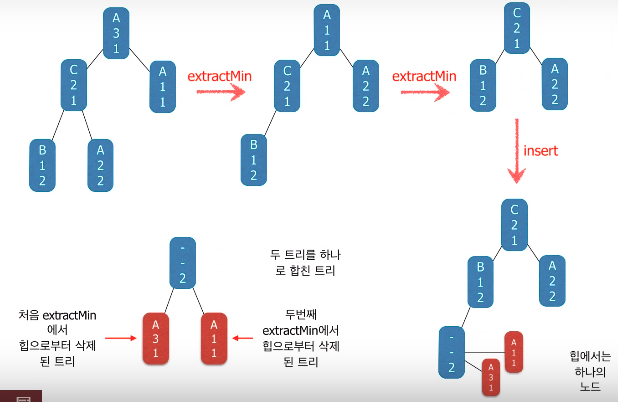 A
3
1
C
2
1
A
1
1
B
1
2
A
2
2
extractMin
A
1
1
C
2
1
A
2
2
B
1
2
extractMin
C
2
1
B
1
2
A
2
2
insert
C
2
1
B
1
2
A
2
2
-
-
2
A
1
1
A
3
1
힙에서는
하나의
노드
-
-
2
A
3
1
A
1
1
두 트리를 하나
로 합친 트리
처음 extractMin
에서
힙으로부터 삭제
된 트리
두번째
extractMin에서
힙으로부터 삭제
된 트리